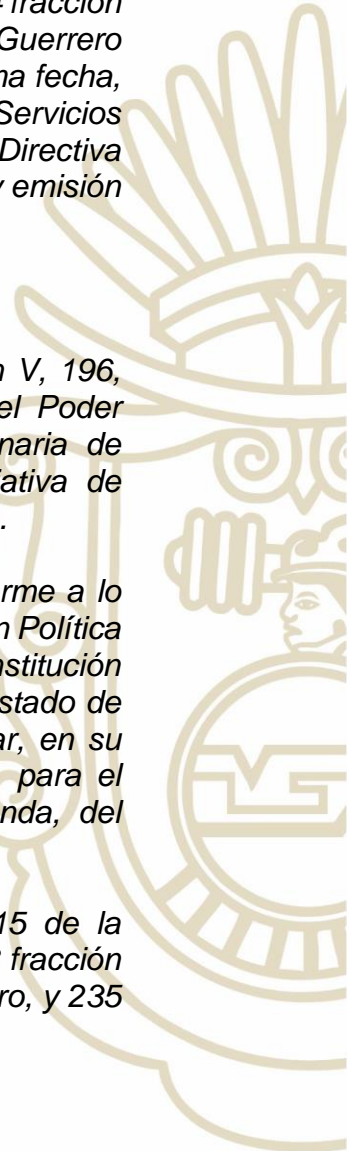 fracción
Guerrero
na fecha,
Servicios
Directiva
y emisión
n V, 196,
el Poder
naria de
iativa de
.
rme a lo
n Política
nstitución
stado de
ar, en su
para el
nda, del
15 de la
fracción
ro, y 235